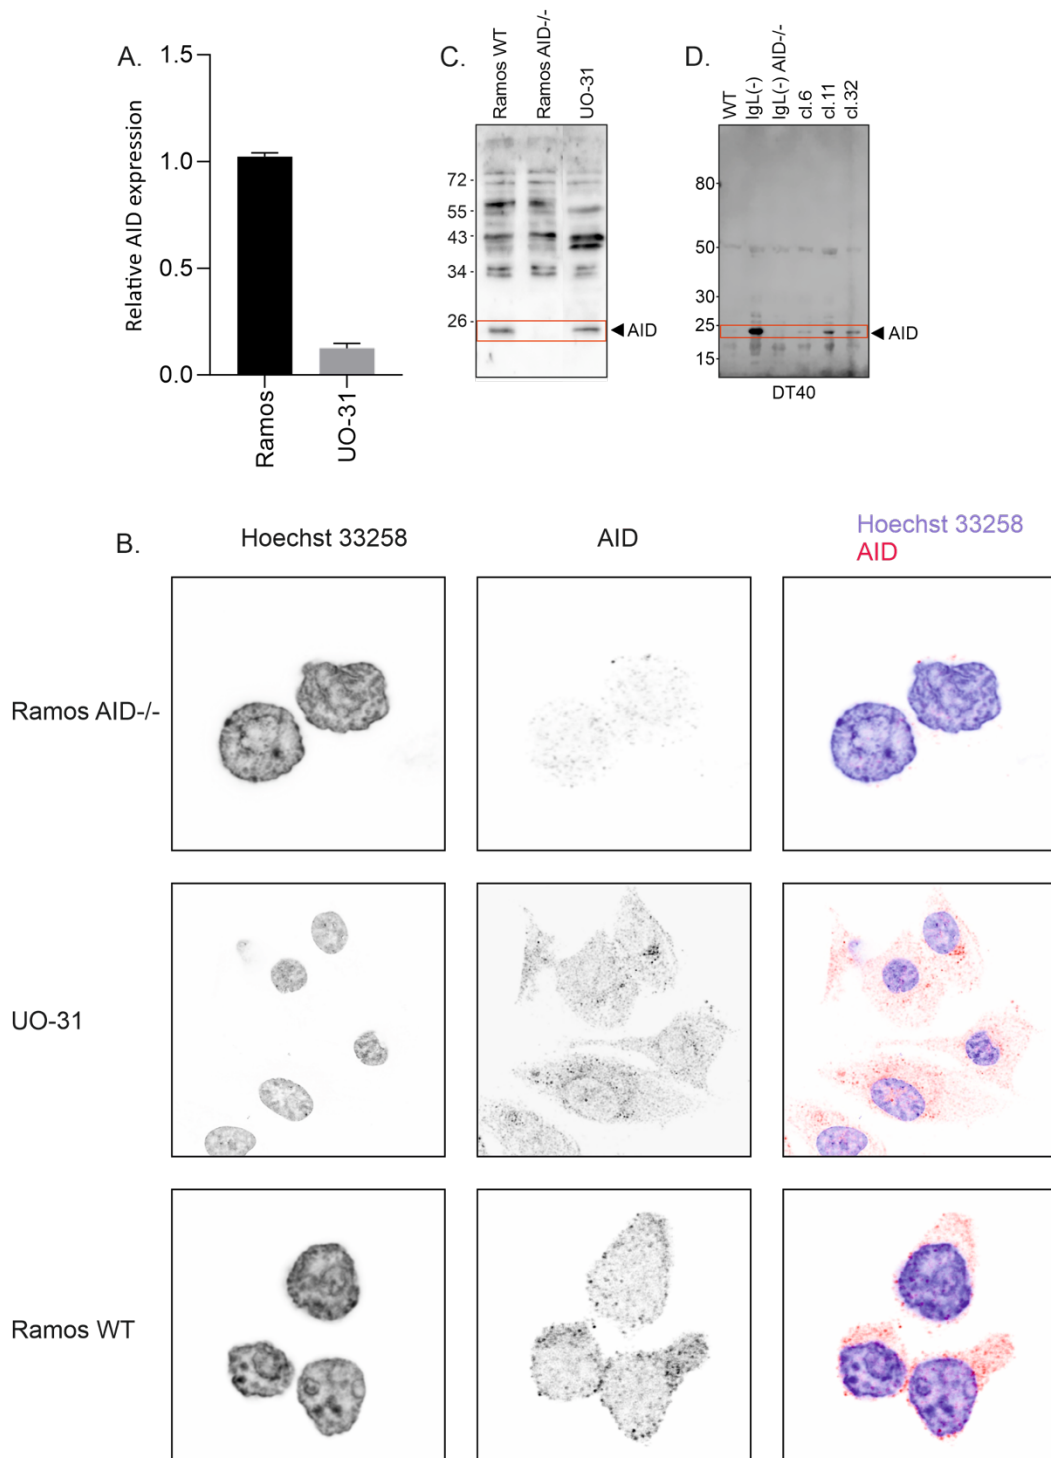 A.
Relative AID expression
1.5
1.0
0.5
0.0
Ramos
UO-31
C.
Ramos WT
Ramos AID-/-
UO-31
72
55
43
34
26
AID
D.
WT
IgL(-)
IgL(-) AID-/-
cl.6
cl.11
cl.32
80
50
30
25
15
AID
DT40
B.
Hoechst 33258
AID
Hoechst 33258
AID
Ramos AID-/-
UO-31
Ramos WT